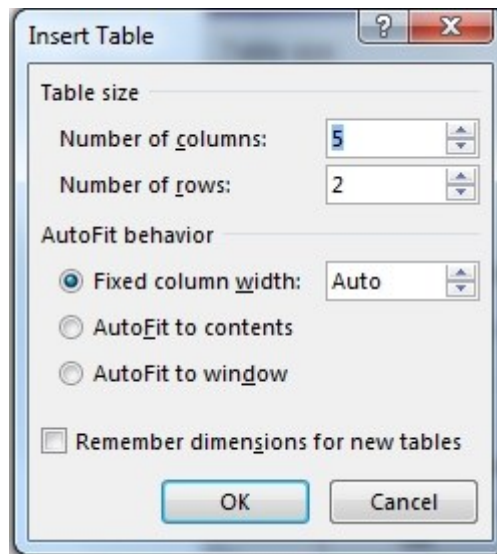 Insert Table
Table size
Number of columns: 5
Number of rows: 2
AutoFit behavior
Fixed column width: Auto
AutoFit to contents
AutoFit to window
Remember dimensions for new tables
OK Cancel